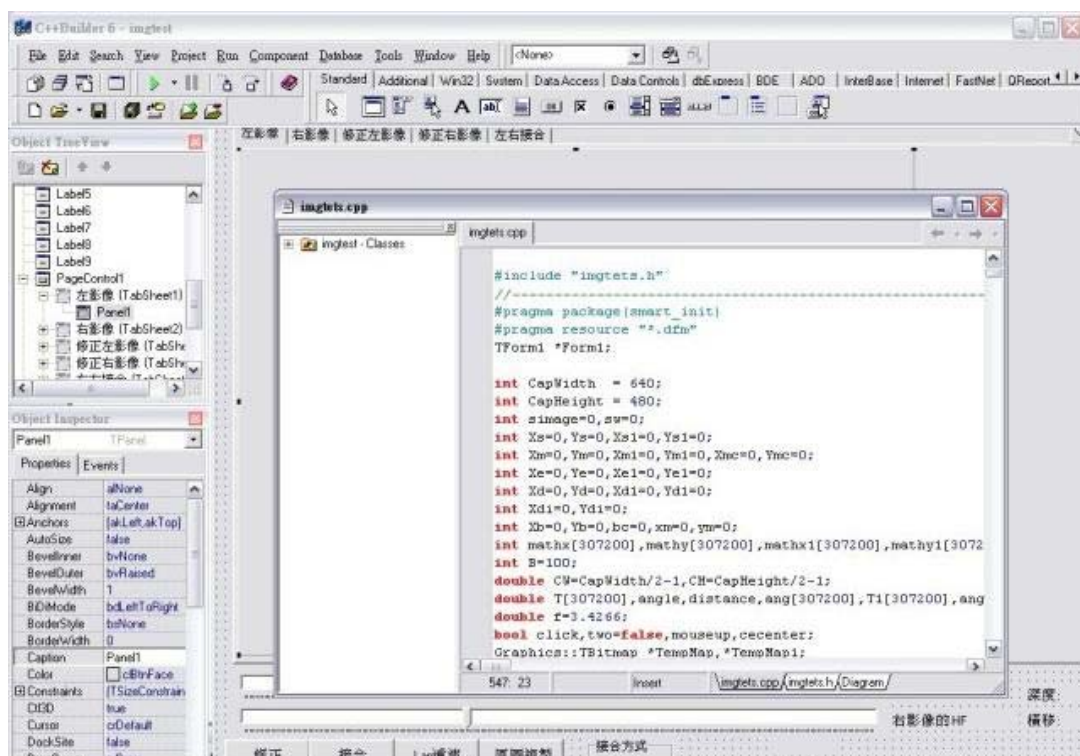 C++Builder 6 - imgtest
File Edit Search View Project Run Component Database Tools Window Help <None>
Standard Additional Win32 System Data Access Data Controls dbExpress BDE ADO InterBase Internet FastNet QReport
Object TreeView
左影像 右影像 修正左影像 修正右影像 左右接合
Label5
Label6
Label7
Label8
Label9
PageControl1
左影像 (TabSheet1)
Panel1
右影像 (TabSheet2)
修正左影像 (TabShe
修正右影像 (TabShe
Object Inspector
Panel1 TPanel
Properties Events
Align alNone
Alignment taCenter
Anchors [akLeft,akTop]
AutoSize false
BevelInner bvNone
BevelOuter bvRaised
BevelWidth 1
BiDiMode bdLeftToRight
BorderStyle bsNone
BorderWidth 0
Caption Panel1
Color clBtnFace
Constraints (TSizeConstrain
Ctl3D true
Cursor crDefault
DockSite false
imgtets.cpp
imgtest - Classes
imgtets.cpp
#include "imgtets.h"
//----------------------------------------------------------------
#pragma package(smart_init)
#pragma resource "*.dfm"
TForm1 *Form1;
int CapWidth = 640;
int CapHeight = 480;
int simage=0,sw=0;
int Xs=0,Ys=0,Xs1=0,Ys1=0;
int Xm=0,Ym=0,Xm1=0,Ym1=0,Xmc=0,Ymc=0;
int Xe=0,Ye=0,Xe1=0,Ye1=0;
int Xd=0,Yd=0,Xd1=0,Yd1=0;
int Xdi=0,Ydi=0;
int Xb=0,Yb=0,bc=0,xm=0,ym=0;
int mathx[307200],mathy[307200],mathx1[307200],mathy1[3072
int B=100;
double CW=CapWidth/2-1,CH=CapHeight/2-1;
double T[307200],angle,distance,ang[307200],T1[307200],ang
double f=3.4266;
bool click,two=false,mouseup,cecenter;
Graphics::TBitmap *TempMap,*TempMap1;
547: 23 Insert imgtets.cpp imgtets.h Diagram
深度:
右影像的HF 橫移:
修正 接合 接合方式